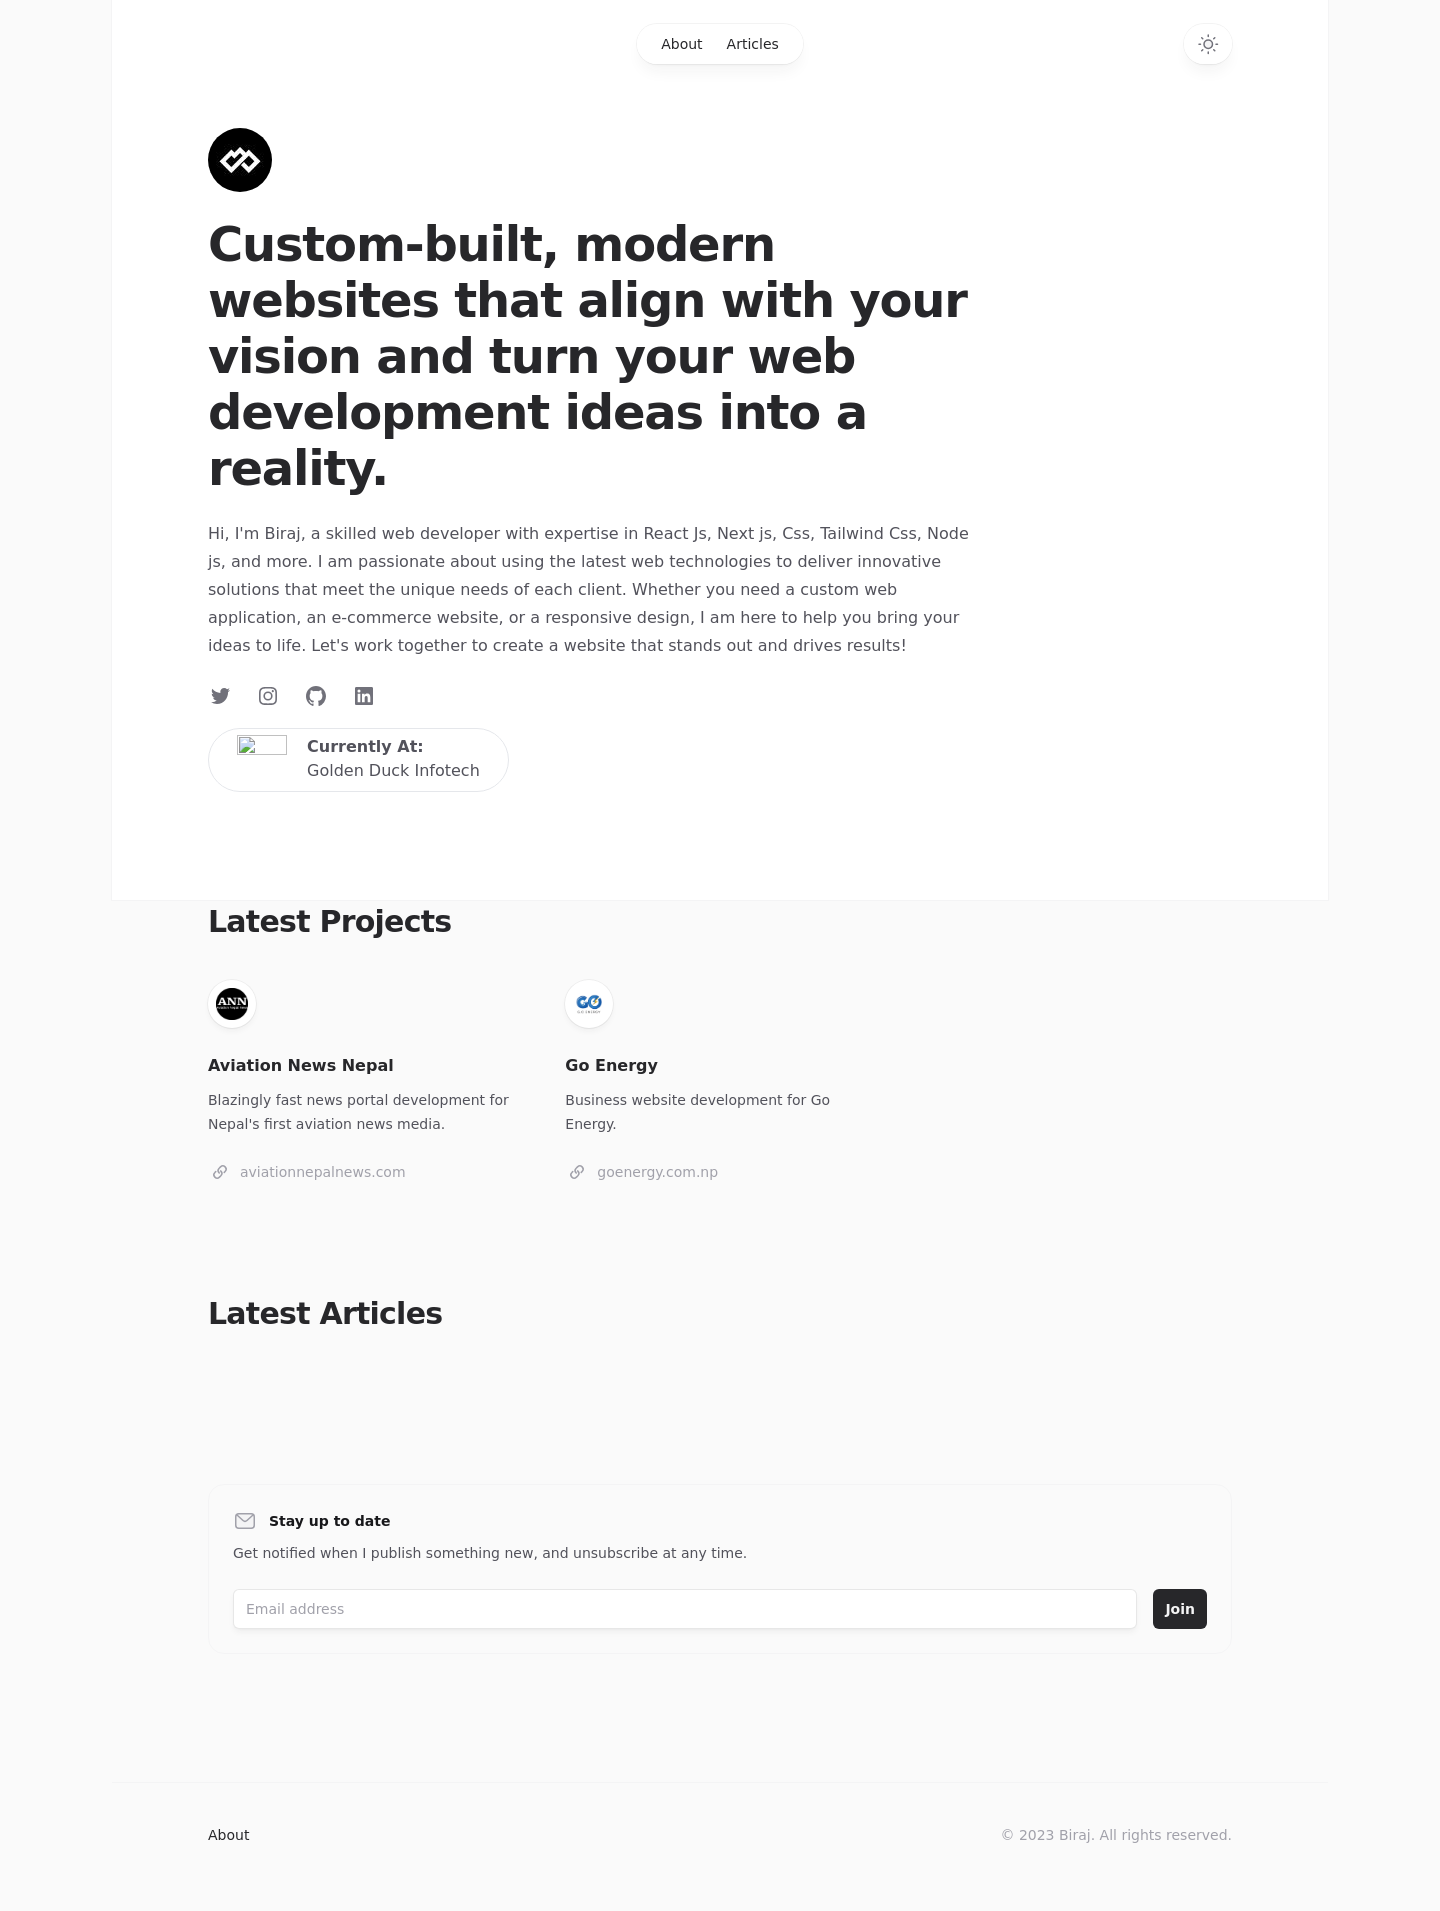 About Articles
Custom-built, modern
websites that align with your
vision and turn your web
development ideas into a
reality.
Hi, I'm Biraj, a skilled web developer with expertise in React Js, Next js, Css, Tailwind Css, Node
js, and more. I am passionate about using the latest web technologies to deliver innovative
solutions that meet the unique needs of each client. Whether you need a custom web
application, an e-commerce website, or a responsive design, I am here to help you bring your
ideas to life. Let's work together to create a website that stands out and drives results!
Currently At:
Golden Duck Infotech
Latest Projects
ANN
GO
Aviation News Nepal
Blazingly fast news portal development for
Nepal's first aviation news media.
aviationnepalnews.com
Go Energy
Business website development for Go
Energy.
goenergy.com.np
Latest Articles
Stay up to date
Get notified when I publish something new, and unsubscribe at any time.
Email address
Join
About
© 2023 Biraj. All rights reserved.